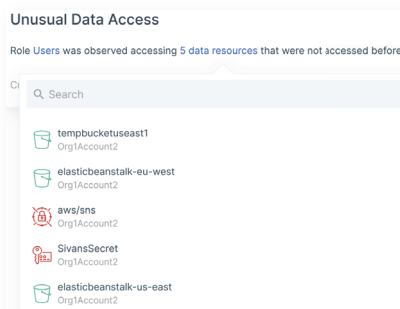 Unusual Data Access
Role Users was observed accessing 5 data resources that were not accessed before
Search
tempbucketuseast1
Org1Account2
elasticbeanstalk-eu-west
Org1Account2
aws/sns
Org1Account2
SivansSecret
Org1Account2
elasticbeanstalk-us-east
Org1Account2